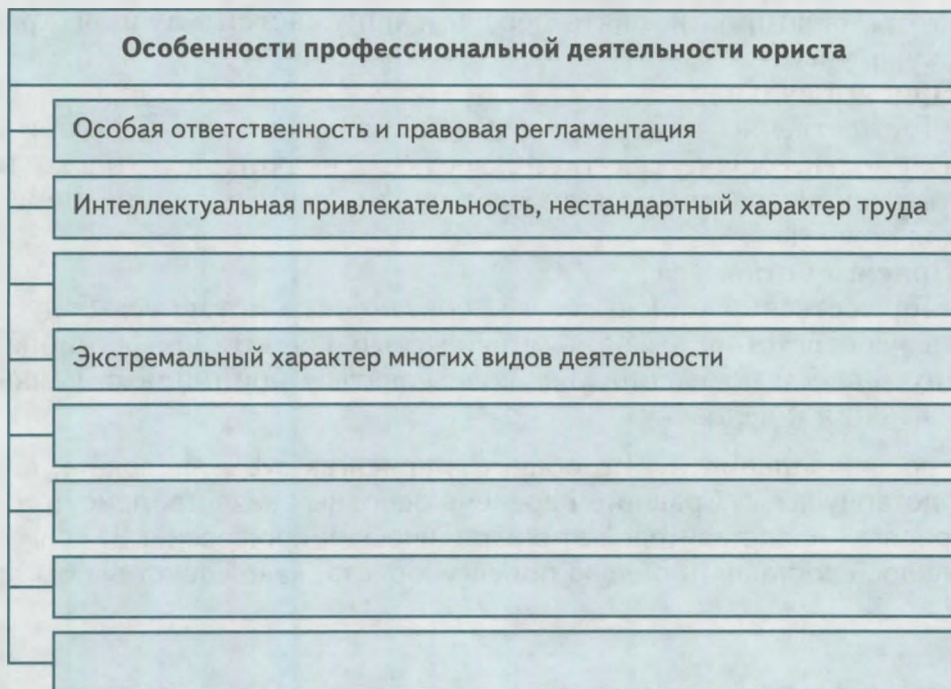 Особенности профессиональной деятельности юриста
Особая ответственность и правовая регламентация
Интеллектуальная привлекательность, нестандартный характер труда
Экстремальный характер многих видов деятельности